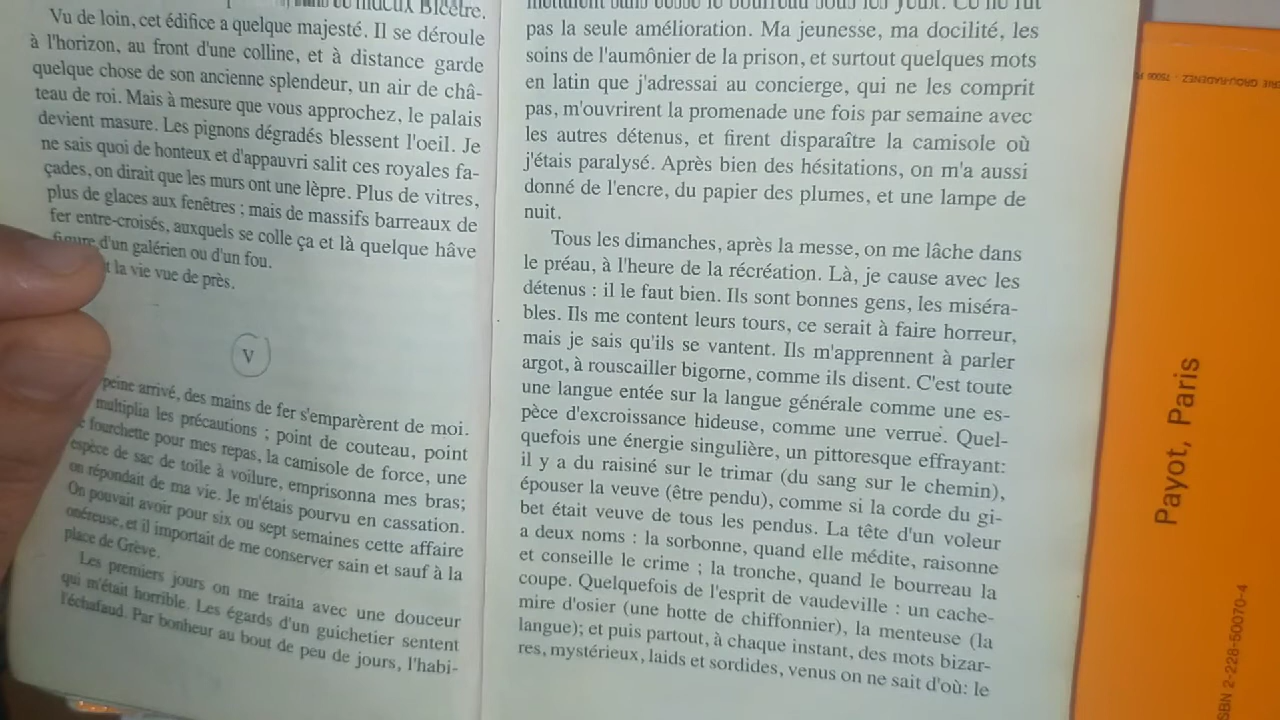 Bicêtre.
Vu de loin, cet édifice a quelque majesté. Il se déroule
à l'horizon, au front d'une colline, et à distance garde
quelque chose de son ancienne splendeur, un air de châ-
teau de roi. Mais à mesure que vous approchez, le palais
devient masure. Les pignons dégradés blessent l'oeil. Je
ne sais quoi de honteux et d'appauvri salit ces royales fa-
çades, on dirait que les murs ont une lèpre. Plus de vitres,
plus de glaces aux fenêtres ; mais de massifs barreaux de
fer entre-croisés, auxquels se colle ça et là quelque hâve
figure d'un galérien ou d'un fou.
la vie vue de près.
V
peine arrivé, des mains de fer s'emparèrent de moi.
multiplia les précautions ; point de couteau, point
fourchette pour mes repas, la camisole de force, une
espèce de sac de toile à voilure, emprisonna mes bras;
on répondait de ma vie. Je m'étais pourvu en cassation.
On pouvait avoir pour six ou sept semaines cette affaire
onéreuse, et il importait de me conserver sain et sauf à la
place de Grève.
Les premiers jours on me traita avec une douceur
qui m'était horrible. Les égards d'un guichetier sentent
l'échafaud. Par bonheur au bout de peu de jours, l'habi-
pas la seule amélioration. Ma jeunesse, ma docilité, les
soins de l'aumônier de la prison, et surtout quelques mots
en latin que j'adressai au concierge, qui ne les comprit
pas, m'ouvrirent la promenade une fois par semaine avec
les autres détenus, et firent disparaître la camisole où
j'étais paralysé. Après bien des hésitations, on m'a aussi
donné de l'encre, du papier des plumes, et une lampe de
nuit.
Tous les dimanches, après la messe, on me lâche dans
le préau, à l'heure de la récréation. Là, je cause avec les
détenus : il le faut bien. Ils sont bonnes gens, les miséra-
bles. Ils me content leurs tours, ce serait à faire horreur,
mais je sais qu'ils se vantent. Ils m'apprennent à parler
argot, à rouscailler bigorne, comme ils disent. C'est toute
une langue entée sur la langue générale comme une es-
pèce d'excroissance hideuse, comme une verrue. Quel-
quefois une énergie singulière, un pittoresque effrayant:
il y a du raisiné sur le trimar (du sang sur le chemin),
épouser la veuve (être pendu), comme si la corde du gi-
bet était veuve de tous les pendus. La tête d'un voleur
a deux noms : la sorbonne, quand elle médite, raisonne
et conseille le crime ; la tronche, quand le bourreau la
coupe. Quelquefois de l'esprit de vaudeville : un cache-
mire d'osier (une hotte de chiffonnier), la menteuse (la
langue); et puis partout, à chaque instant, des mots bizar-
res, mystérieux, laids et sordides, venus on ne sait d'où: le
Payot, Paris
SBN 2-228-50070-4